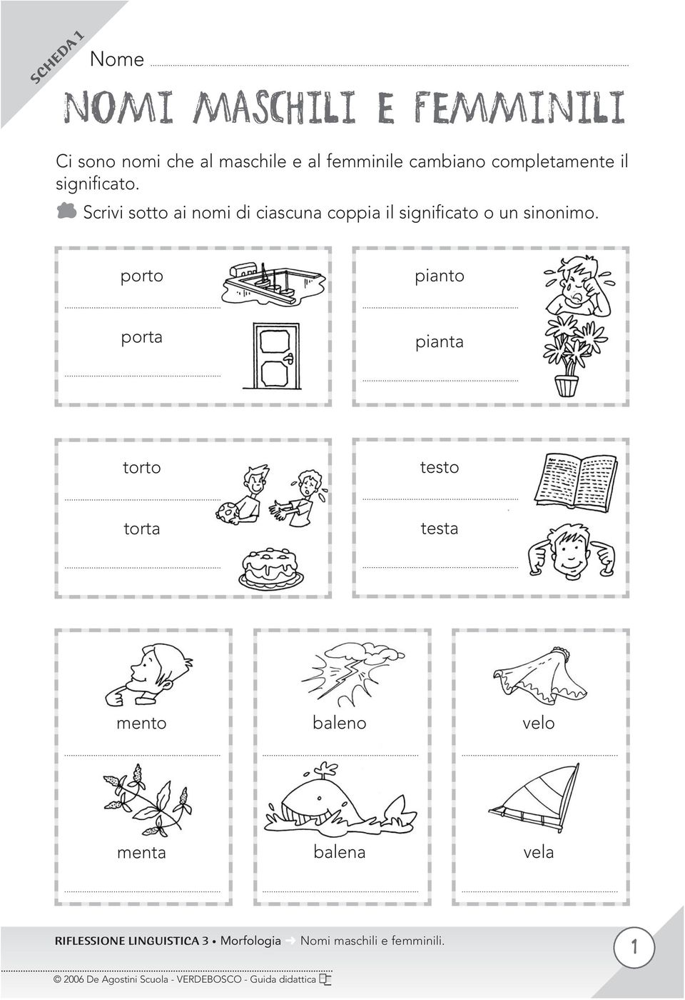 SCHEDA 1
Nome
NOMI MASCHILI E FEMMINILI
Ci sono nomi che al maschile e al femminile cambiano completamente il
significato.
Scrivi sotto ai nomi di ciascuna coppia il significato o un sinonimo.
porto
porta
pianto
pianta
torto
torta
testo
testa
mento
baleno
velo
menta
balena
vela
RIFLESSIONE LINGUISTICA 3 • Morfologia ➜ Nomi maschili e femminili.
1
© 2006 De Agostini Scuola - VERDEBOSCO - Guida didattica